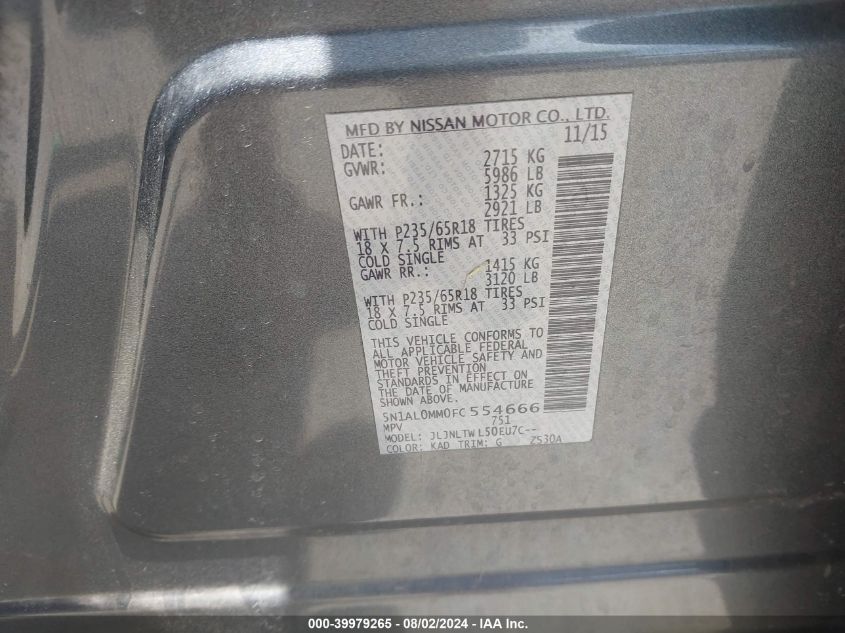 MFD BY NISSAN MOTOR CO., LTD.
DATE: 11/15
GVWR: 2715 KG
5986 LB
GAWR FR.: 1325 KG
2921 LB
WITH P235/65R18 TIRES
18 X 7.5 RIMS AT 33 PSI
COLD SINGLE
GAWR RR.: 1415 KG
3120 LB
WITH P235/65R18 TIRES
18 X 7.5 RIMS AT 33 PSI
COLD SINGLE
THIS VEHICLE CONFORMS TO
ALL APPLICABLE FEDERAL
MOTOR VEHICLE SAFETY AND
THEFT PREVENTION
STANDARDS IN EFFECT ON
THE DATE OF MANUFACTURE
SHOWN ABOVE.
5N1AL0MM0FC 554666
MPV 751
MODEL: JLJNLTWL50EU7C--
COLOR: KAD TRIM: G Z530A
000-39979265 - 08/02/2024 - IAA Inc.